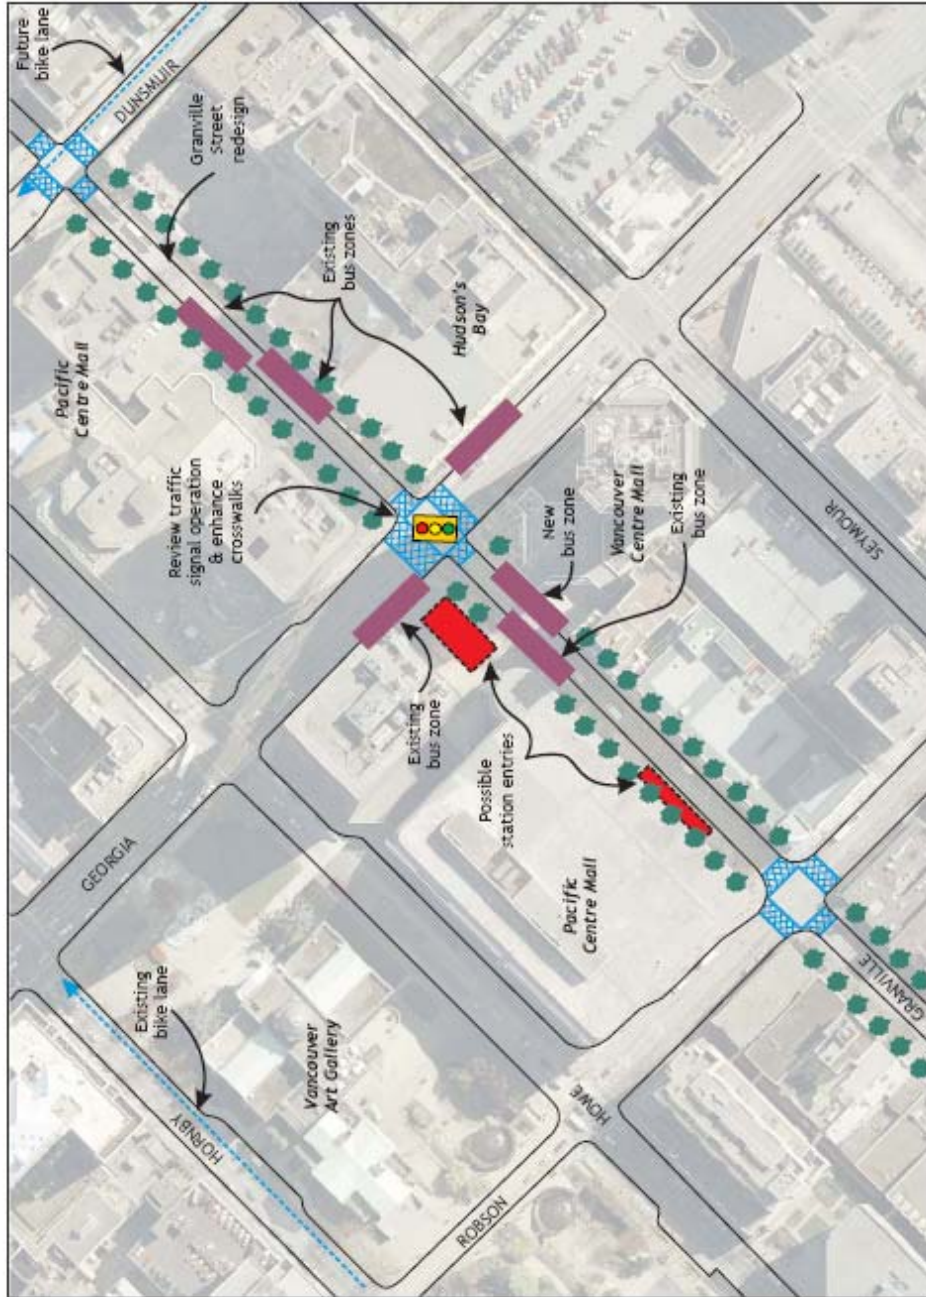 Future
bike lane
DUNSMUIR
Granville
Street
redesign
Existing
bus zones
Pacific
Centre Mall
Hudson's
Bay
Review traffic
signal operation
& enhance
crosswalks
New
bus zone
Vancouver
Centre Mall
Existing
bus zone
SEYMOUR
Existing
bus zone
Possible
station entries
GEORGIA
Pacific
Centre Mall
Existing
bike lane
Vancouver
Art Gallery
HORNBY
HOWE
ROBSON
GRANVILLE